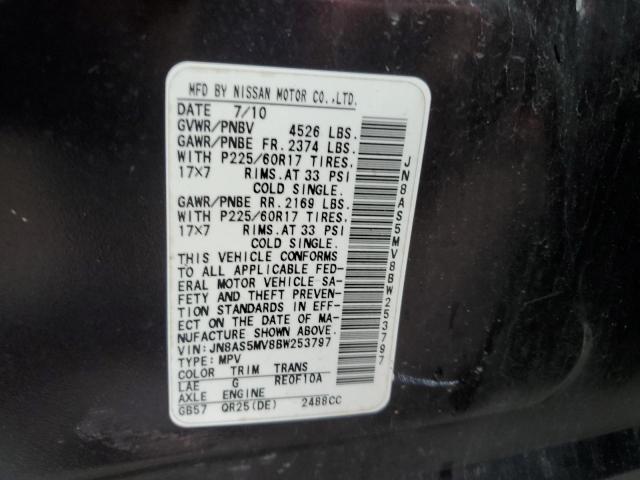 MFD BY NISSAN MOTOR CO.,LTD.
DATE 7/10
GVWR/PNBV 4526 LBS.
GAWR/PNBE FR. 2374 LBS.
WITH P225/60R17 TIRES,
17X7 RIMS.AT 33 PSI
COLD SINGLE.
GAWR/PNBE RR. 2169 LBS.
WITH P225/60R17 TIRES,
17X7 RIMS.AT 33 PSI
COLD SINGLE.
THIS VEHICLE CONFORMS
TO ALL APPLICABLE FED-
ERAL MOTOR VEHICLE SA-
FETY AND THEFT PREVEN-
TION STANDARDS IN EFF-
ECT ON THE DATE OF MA-
NUFACTURE SHOWN ABOVE.
VIN:JN8AS5MV8BW253797
TYPE:MPV
COLOR TRIM TRANS
LAE G RE0F10A
AXLE ENGINE
GB57 QR25(DE) 2488CC
JN8AS5MV8BW253797